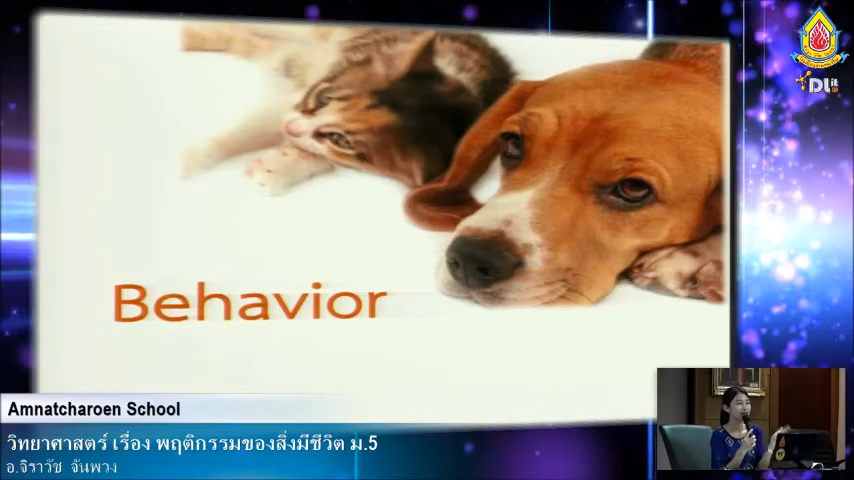 Behavior
DLit
Amnatcharoen School
วิทยาศาสตร์ เรื่อง พฤติกรรมของสิ่งมีชีวิต ม.5
อ.จิราวัช จันพวง